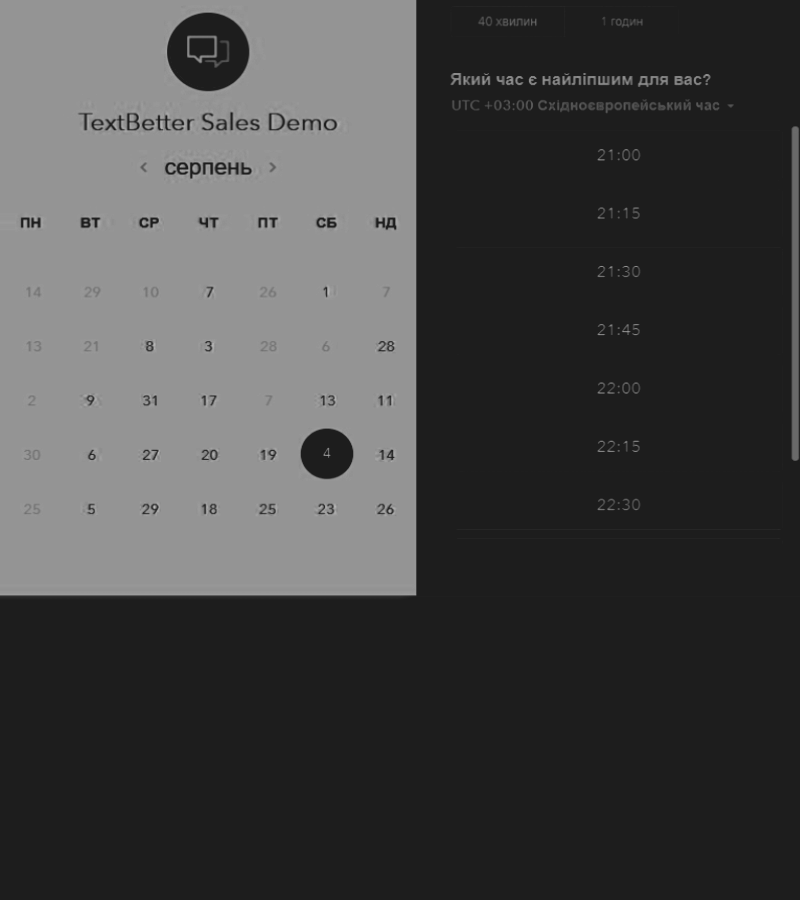 TextBetter Sales Demo
‹ серпень ›
ПН ВТ СР ЧТ ПТ СБ НД
14 29 10 7 26 1 7
13 21 8 3 28 6 28
2 9 31 17 7 13 11
30 6 27 20 19 4 14
25 5 29 18 25 23 26
40 хвилин 1 годин
Який час є найліпшим для вас?
UTC +03:00 Східноєвропейський час
21:00
21:15
21:30
21:45
22:00
22:15
22:30